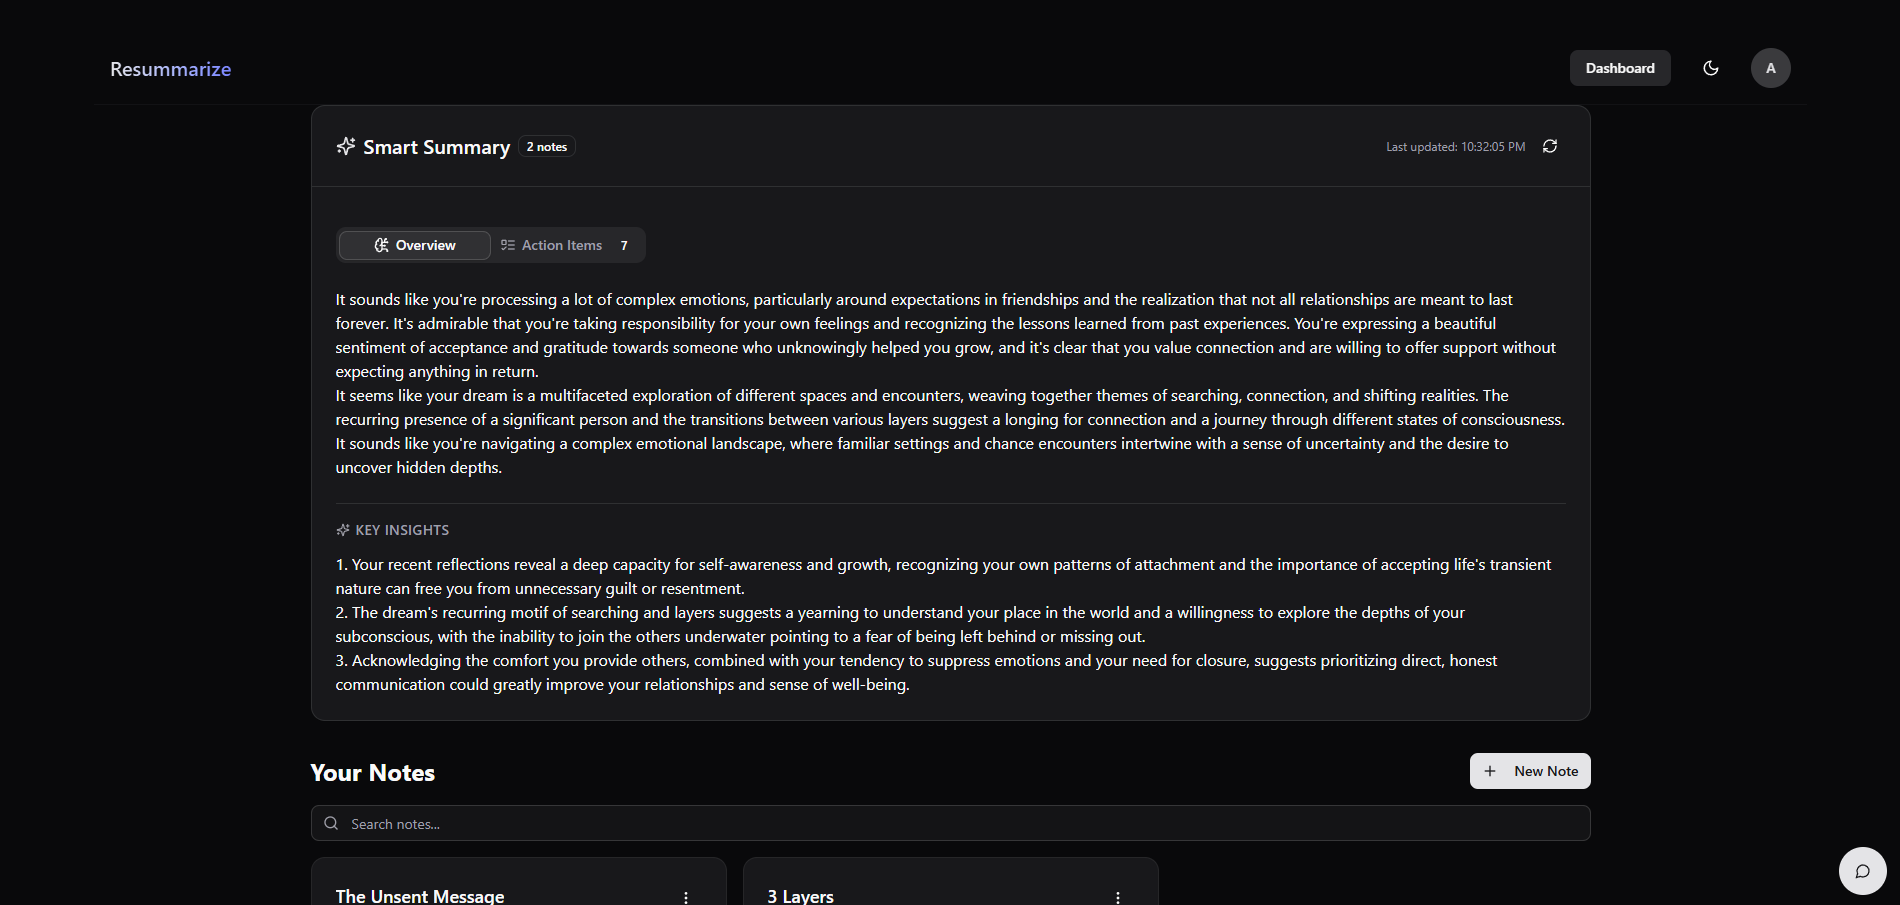 Resummarize
Dashboard
A
Smart Summary 2 notes
Last updated: 10:32:05 PM
Overview
Action Items 7
It sounds like you're processing a lot of complex emotions, particularly around expectations in friendships and the realization that not all relationships are meant to last
forever. It's admirable that you're taking responsibility for your own feelings and recognizing the lessons learned from past experiences. You're expressing a beautiful
sentiment of acceptance and gratitude towards someone who unknowingly helped you grow, and it's clear that you value connection and are willing to offer support without
expecting anything in return.
It seems like your dream is a multifaceted exploration of different spaces and encounters, weaving together themes of searching, connection, and shifting realities. The
recurring presence of a significant person and the transitions between various layers suggest a longing for connection and a journey through different states of consciousness.
It sounds like you're navigating a complex emotional landscape, where familiar settings and chance encounters intertwine with a sense of uncertainty and the desire to
uncover hidden depths.
KEY INSIGHTS
1. Your recent reflections reveal a deep capacity for self-awareness and growth, recognizing your own patterns of attachment and the importance of accepting life's transient
nature can free you from unnecessary guilt or resentment.
2. The dream's recurring motif of searching and layers suggests a yearning to understand your place in the world and a willingness to explore the depths of your
subconscious, with the inability to join the others underwater pointing to a fear of being left behind or missing out.
3. Acknowledging the comfort you provide others, combined with your tendency to suppress emotions and your need for closure, suggests prioritizing direct, honest
communication could greatly improve your relationships and sense of well-being.
Your Notes
New Note
Search notes...
The Unsent Message
3 Layers